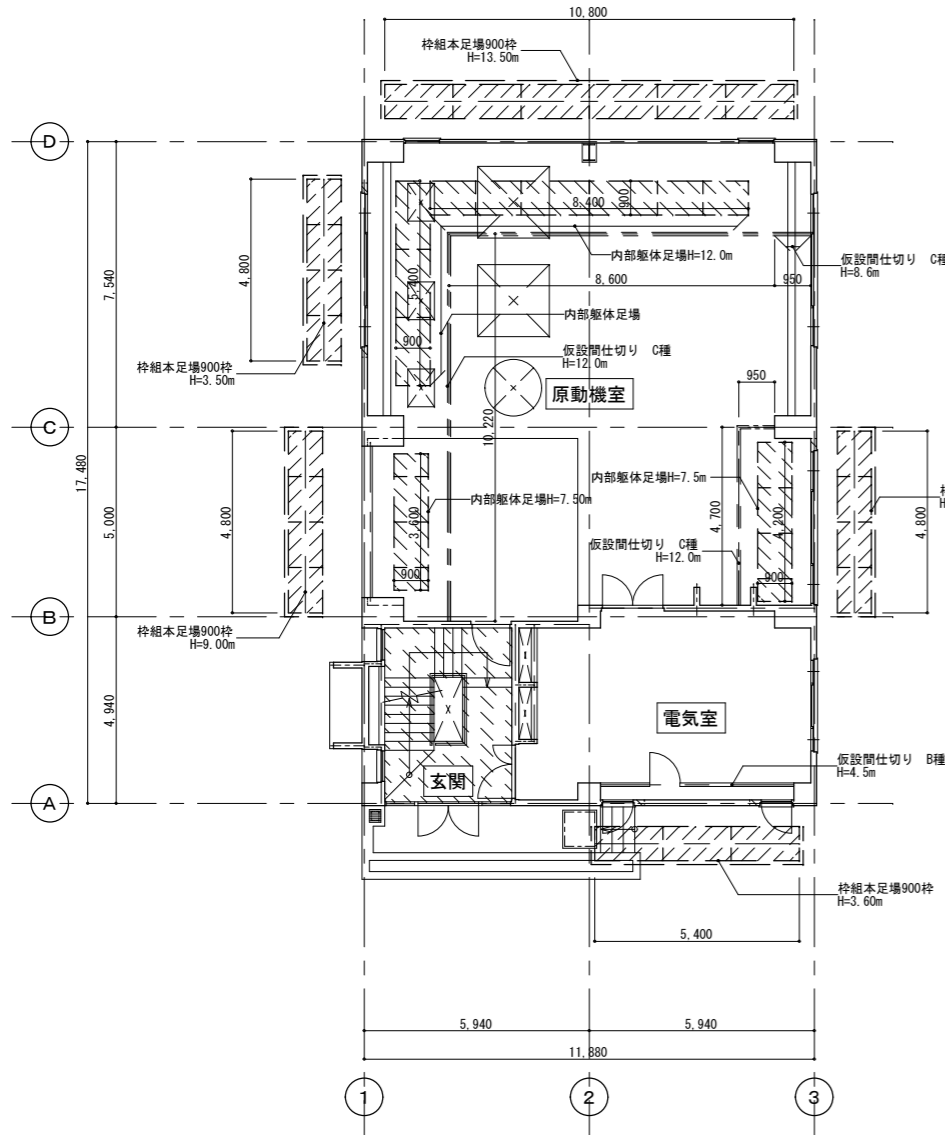 10,800
枠組本足場900枠
H=13.50m
D
8,400
900
内部躯体足場H=12.0m
仮設間仕切り C種
H=8.6m
8,600
950
4,800
7,540
5,400
内部躯体足場
900
仮設間仕切り C種
H=12.0m
枠組本足場900枠
H=3.50m
950
原動機室
10,220
C
17,480
5,000
4,800
3,600
内部躯体足場H=7.50m
900
内部躯体足場H=7.5m
4,700
4,200
4,800
仮設間仕切り C種
H=12.0m
900
B
枠組本足場900枠
H=9.00m
4,940
電気室
玄関
仮設間仕切り B種
H=4.5m
A
枠組本足場900枠
H=3.60m
5,400
5,940
5,940
11,880
1
2
3